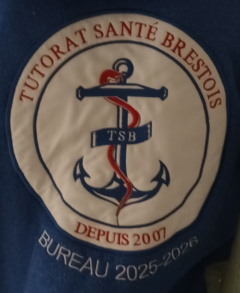 TUTORAT SANTÉ BRESTOIS
TSB
DEPUIS 2007
BUREAU 2025-2026